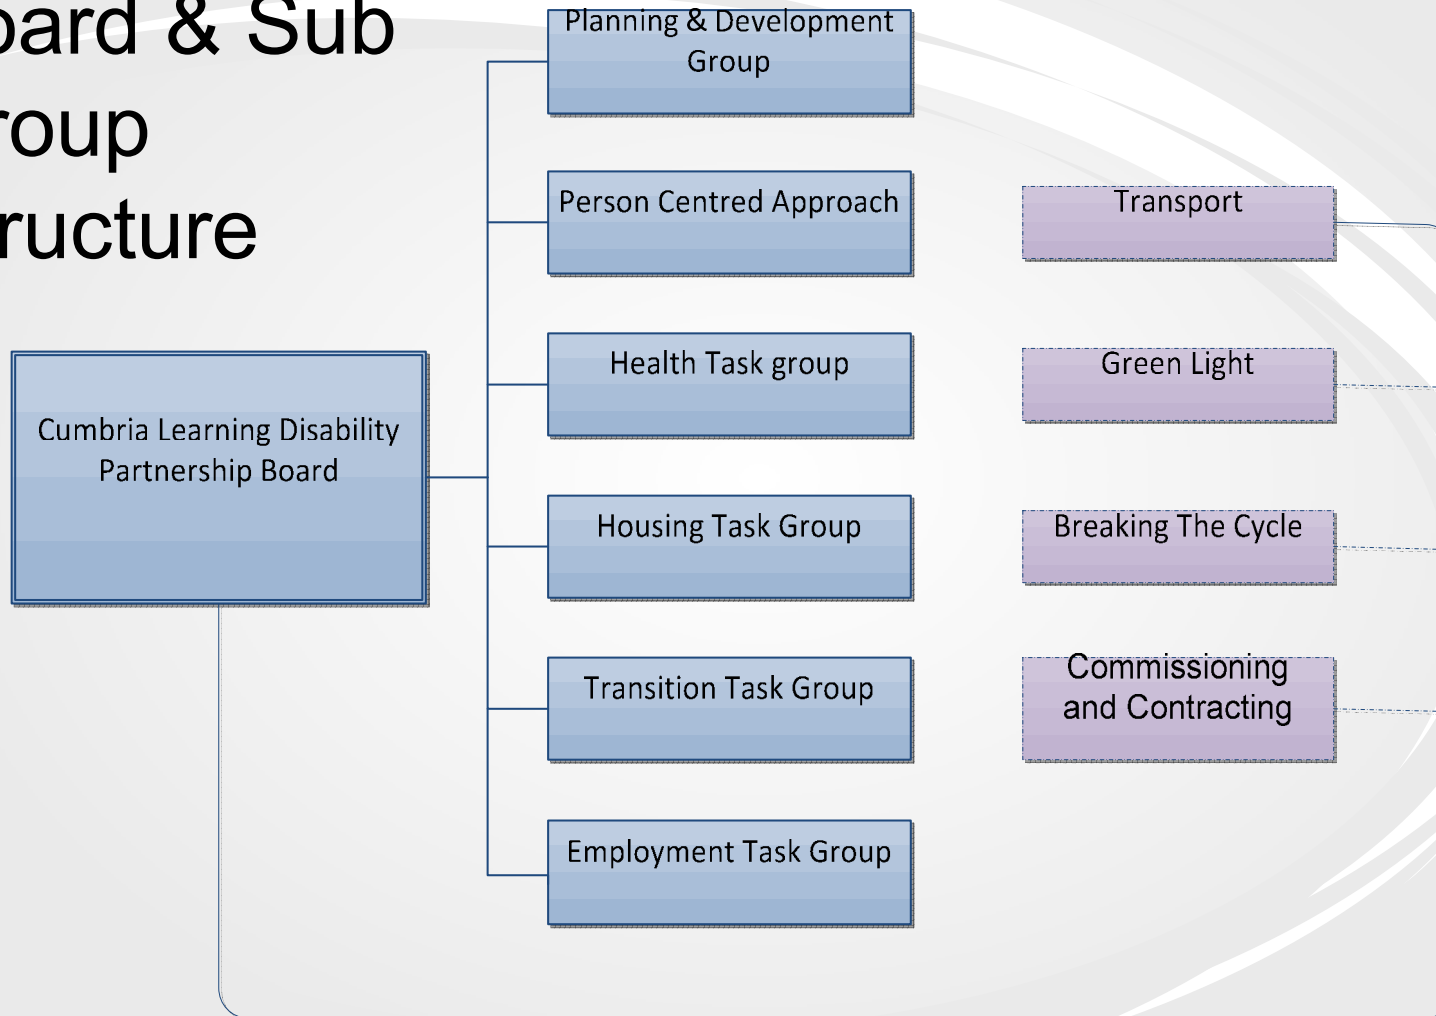 oard & Sub
roup
ructure
Planning & Development
Group
Person Centred Approach
Transport
Health Task group
Green Light
Cumbria Learning Disability
Partnership Board
Housing Task Group
Breaking The Cycle
Transition Task Group
Commissioning
and Contracting
Employment Task Group